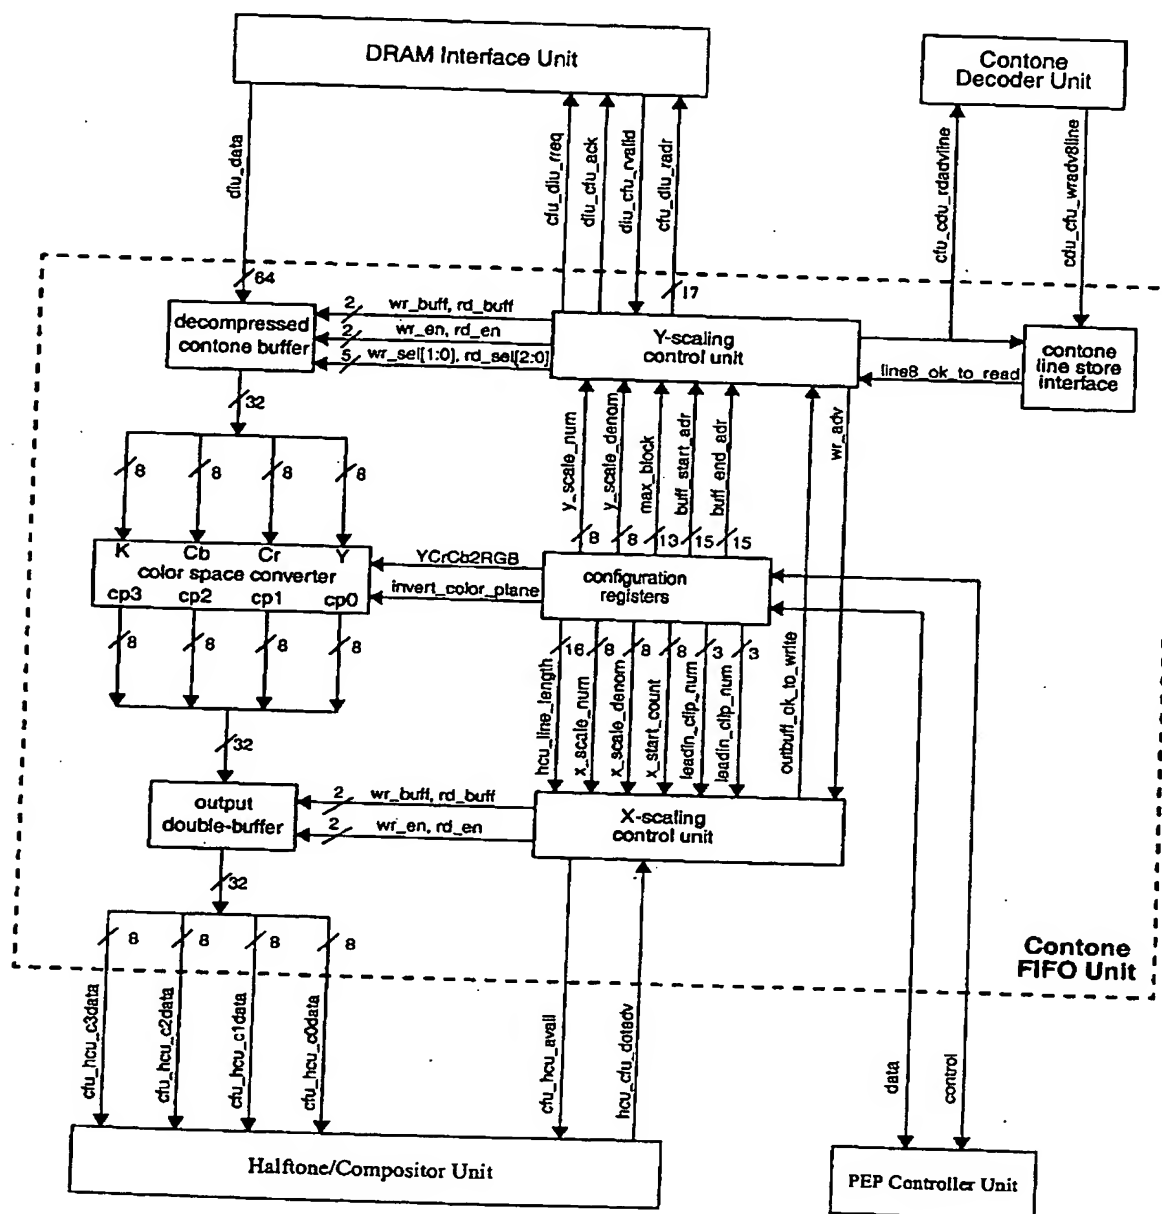 DRAM Interface Unit
Contone
Decoder Unit
diu_data
cfu_diu_rreq
diu_cfu_ack
diu_cfu_rvalid
cfu_diu_radr
cfu_cdu_rdadvline
cdu_cfu_wradv8line
64
17
decompressed
contone buffer
2
wr_buff, rd_buff
2
wr_en, rd_en
5
wr_sel[1:0], rd_sel[2:0]
Y-scaling
control unit
line8_ok_to_read
contone
line store
interface
32
8
8
8
8
y_scale_num
y_scale_denom
max_block
buff_start_adr
buff_end_adr
wr_adv
8
8
13
15
15
K
Cb
Cr
Y
color space converter
cp3
cp2
cp1
cp0
YCrCb2RGB
invert_color_plane
configuration
registers
8
8
8
8
16
8
8
8
3
3
hcu_line_length
x_scale_num
x_scale_denom
x_start_count
leadin_clip_num
leadin_clip_num
outbuff_ok_to_write
32
output
double-buffer
2
wr_buff, rd_buff
2
wr_en, rd_en
X-scaling
control unit
32
8
8
8
8
Contone
FIFO Unit
cfu_hcu_c3data
cfu_hcu_c2data
cfu_hcu_c1data
cfu_hcu_c0data
cfu_hcu_avail
hcu_cfu_dotadv
data
control
Halftone/Compositor Unit
PEP Controller Unit